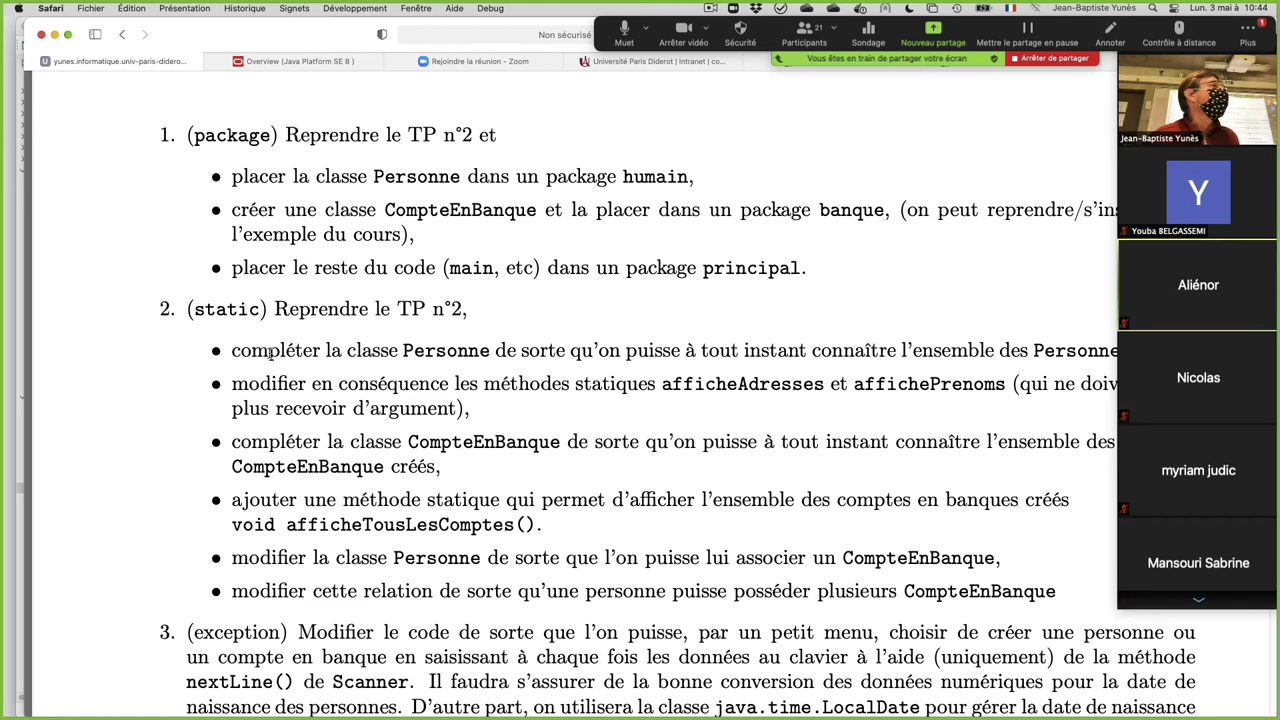 Safari Fichier Édition Présentation Historique Signets Développement Fenêtre Aide Debug Jean-Baptiste Yunès Lun. 3 mai à 10:44
Non sécurisé
Muet Arrêter vidéo Sécurité Participants 21 Sondage Nouveau partage Mettre le partage en pause Annoter Contrôle à distance Plus 1
Vous êtes en train de partager votre écran Arrêter de partager
yunes.informatique.univ-paris-didero... Overview (Java Platform SE 8 ) Rejoindre la réunion - Zoom Université Paris Diderot | Intranet | co...
1. (package) Reprendre le TP n°2 et
• placer la classe Personne dans un package humain,
• créer une classe CompteEnBanque et la placer dans un package banque, (on peut reprendre/s'ins
l'exemple du cours),
• placer le reste du code (main, etc) dans un package principal.
2. (static) Reprendre le TP n°2,
• compléter la classe Personne de sorte qu'on puisse à tout instant connaître l'ensemble des Personne
• modifier en conséquence les méthodes statiques afficheAdresses et affichePrenoms (qui ne doiv
plus recevoir d'argument),
• compléter la classe CompteEnBanque de sorte qu'on puisse à tout instant connaître l'ensemble des
CompteEnBanque créés,
• ajouter une méthode statique qui permet d'afficher l'ensemble des comptes en banques créés
void afficheTousLesComptes().
• modifier la classe Personne de sorte que l'on puisse lui associer un CompteEnBanque,
• modifier cette relation de sorte qu'une personne puisse posséder plusieurs CompteEnBanque
3. (exception) Modifier le code de sorte que l'on puisse, par un petit menu, choisir de créer une personne ou
un compte en banque en saisissant à chaque fois les données au clavier à l'aide (uniquement) de la méthode
nextLine() de Scanner. Il faudra s'assurer de la bonne conversion des données numériques pour la date de
naissance des personnes. D'autre part, on utilisera la classe java.time.LocalDate pour gérer la date de naissance
Jean-Baptiste Yunès
Y
Youba BELGASSEMI
Aliénor
Nicolas
myriam judic
Mansouri Sabrine